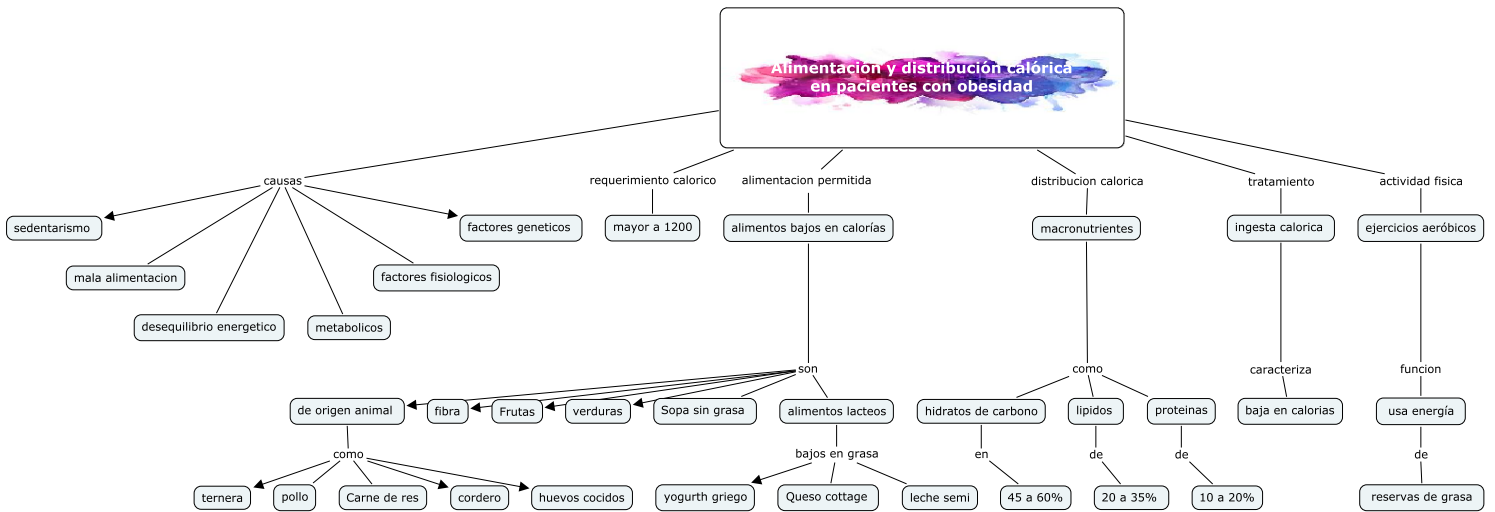 Alimentación y distribución calórica
en pacientes con obesidad
causas
requerimiento calorico
alimentacion permitida
distribucion calorica
tratamiento
actividad fisica
sedentarismo
factores geneticos
mayor a 1200
alimentos bajos en calorías
macronutrientes
ingesta calorica
ejercicios aeróbicos
mala alimentacion
factores fisiologicos
desequilibrio energetico
metabolicos
son
como
caracteriza
funcion
de origen animal
fibra
Frutas
verduras
Sopa sin grasa
alimentos lacteos
hidratos de carbono
lipidos
proteinas
baja en calorias
usa energía
como
bajos en grasa
en
de
de
de
ternera
pollo
Carne de res
cordero
huevos cocidos
yogurth griego
Queso cottage
leche semi
45 a 60%
20 a 35%
10 a 20%
reservas de grasa